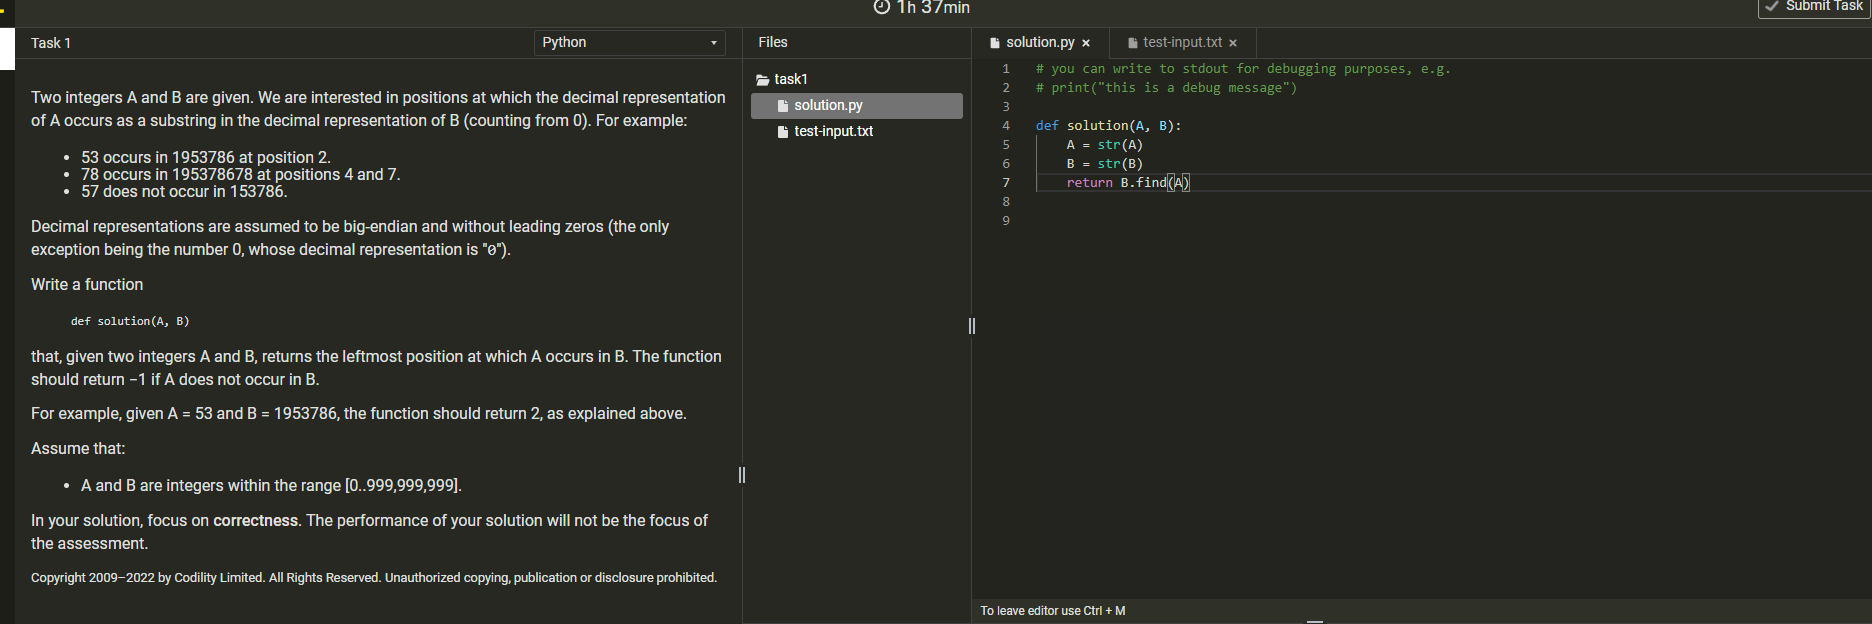 1h 37min
Submit Task
Task 1
Python
Files
solution.py ×
test-input.txt ×
Two integers A and B are given. We are interested in positions at which the decimal representation
of A occurs as a substring in the decimal representation of B (counting from 0). For example:
• 53 occurs in 1953786 at position 2.
• 78 occurs in 195378678 at positions 4 and 7.
• 57 does not occur in 153786.
Decimal representations are assumed to be big-endian and without leading zeros (the only
exception being the number 0, whose decimal representation is "0").
Write a function
def solution(A, B)
that, given two integers A and B, returns the leftmost position at which A occurs in B. The function
should return −1 if A does not occur in B.
For example, given A = 53 and B = 1953786, the function should return 2, as explained above.
Assume that:
• A and B are integers within the range [0..999,999,999].
In your solution, focus on correctness. The performance of your solution will not be the focus of
the assessment.
Copyright 2009–2022 by Codility Limited. All Rights Reserved. Unauthorized copying, publication or disclosure prohibited.
task1
solution.py
test-input.txt
1 # you can write to stdout for debugging purposes, e.g.
2 # print("this is a debug message")
3
4 def solution(A, B):
5     A = str(A)
6     B = str(B)
7     return B.find(A)
8
9
To leave editor use Ctrl + M